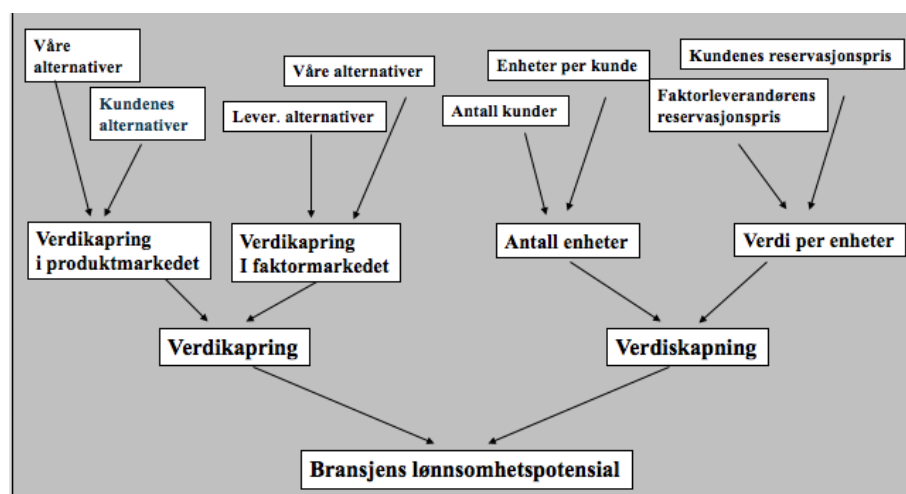 Våre
alternativer
Kundenes
alternativer
Våre alternativer
Lever. alternativer
Enheter per kunde
Antall kunder
Kundenes reservasjonspris
Faktorleverandørens
reservasjonspris
Verdikapring
i produktmarkedet
Verdikapring
I faktormarkedet
Antall enheter
Verdi per enheter
Verdikapring
Verdiskapning
Bransjens lønnsomhetspotensial